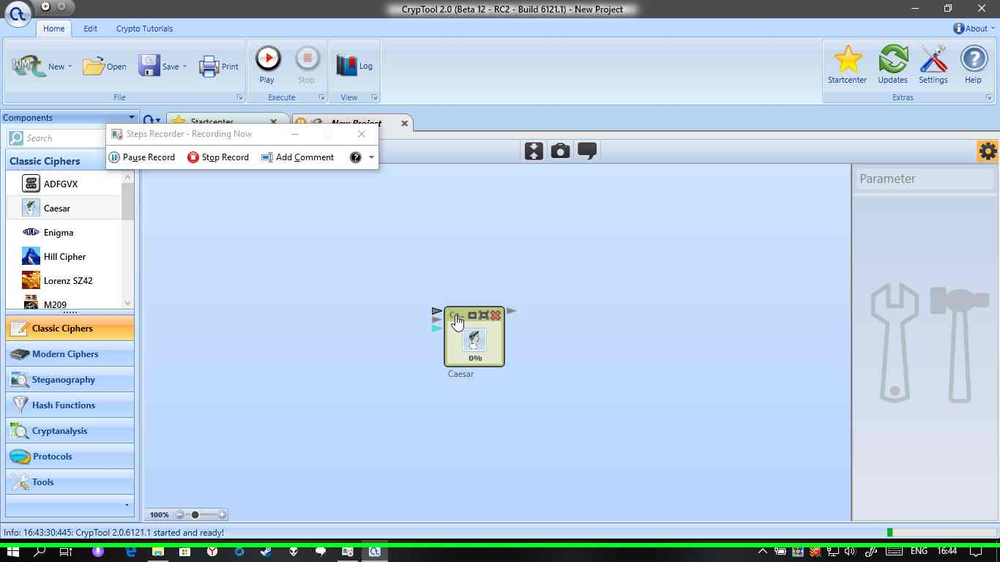 CrypTool 2.0 (Beta 12 - RC2 - Build 6121.1) - New Project
Home Edit Crypto Tutorials About
New Open Save Print Play Stop Log Startcenter Updates Settings Help
File Execute View Extras
Components Startcenter New Project
Search
Steps Recorder - Recording Now
Pause Record Stop Record Add Comment
Classic Ciphers
ADFGVX
Parameter
Caesar
Enigma
Hill Cipher
Lorenz SZ42
M209
Classic Ciphers
Modern Ciphers
Steganography
Hash Functions
Cryptanalysis
Protocols
Tools
0%
Caesar
100%
Info: 16:43:30:445: CrypTool 2.0.6121.1 started and ready!
ENG 16:44